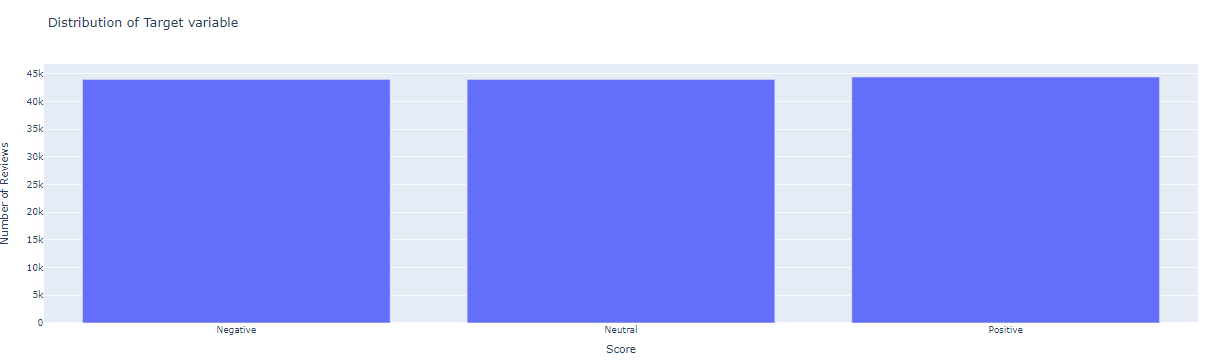 Distribution of Target variable
45k
40k
35k
30k
25k
20k
15k
10k
5k
0
Number of Reviews
Negative
Neutral
Positive
Score